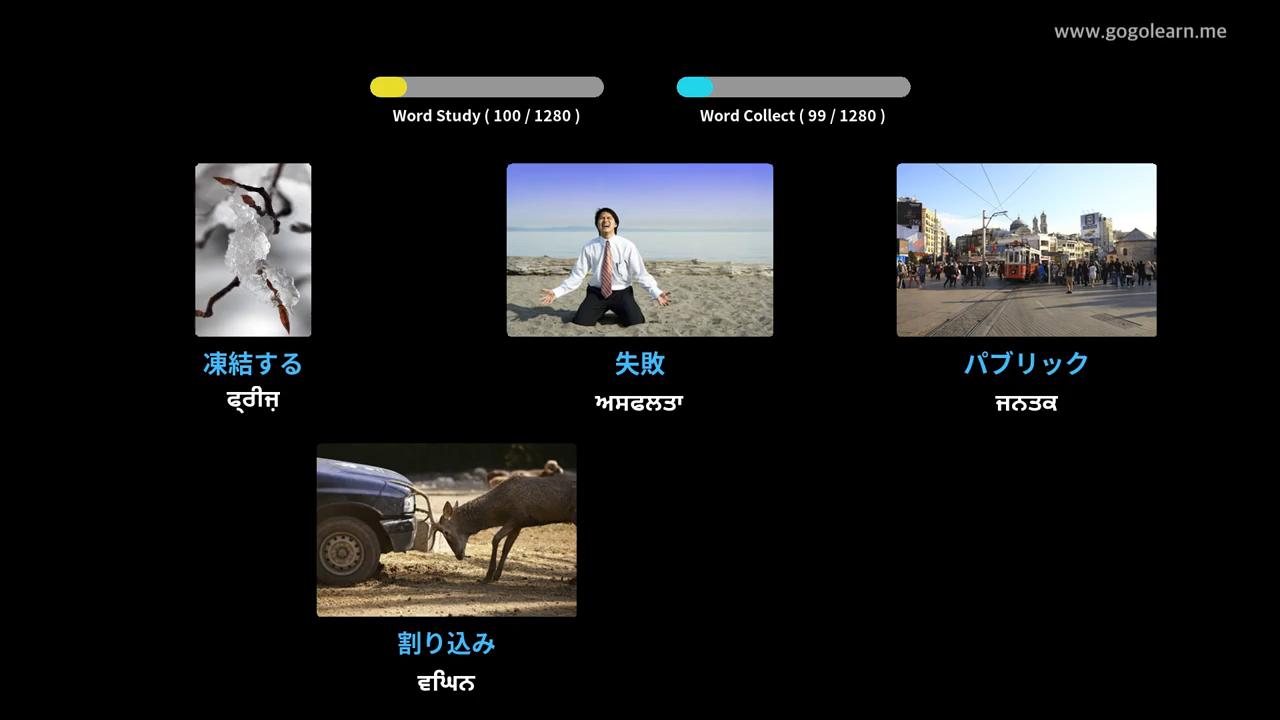 www.gogolearn.me
Word Study ( 100 / 1280 )
Word Collect ( 99 / 1280 )
凍結する
ਫ੍ਰੀਜ਼
失敗
ਅਸਫਲਤਾ
パブリック
ਜਨਤਕ
割り込み
ਵਿਘਨ